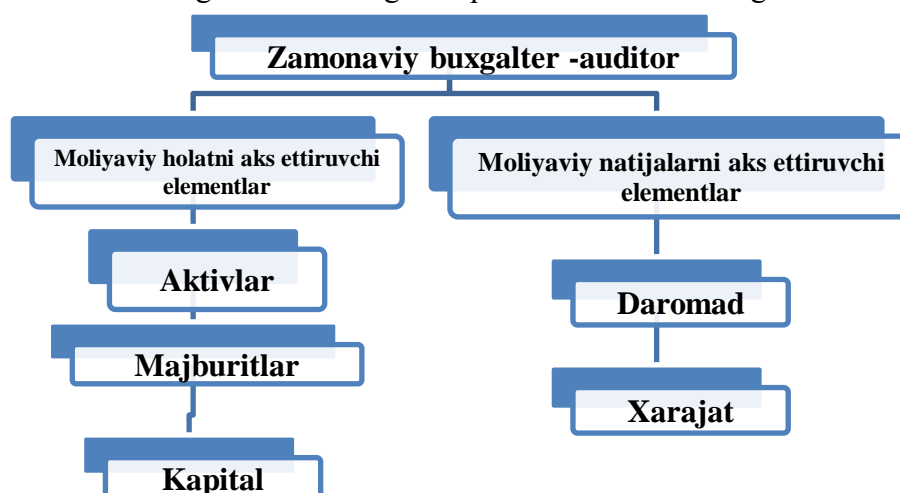 Zamonaviy buxgalter -auditor
Moliyaviy holatni aks ettiruvchi
elementlar
Moliyaviy natijalarni aks ettiruvchi
elementlar
Aktivlar
Daromad
Majburitlar
Xarajat
Kapital